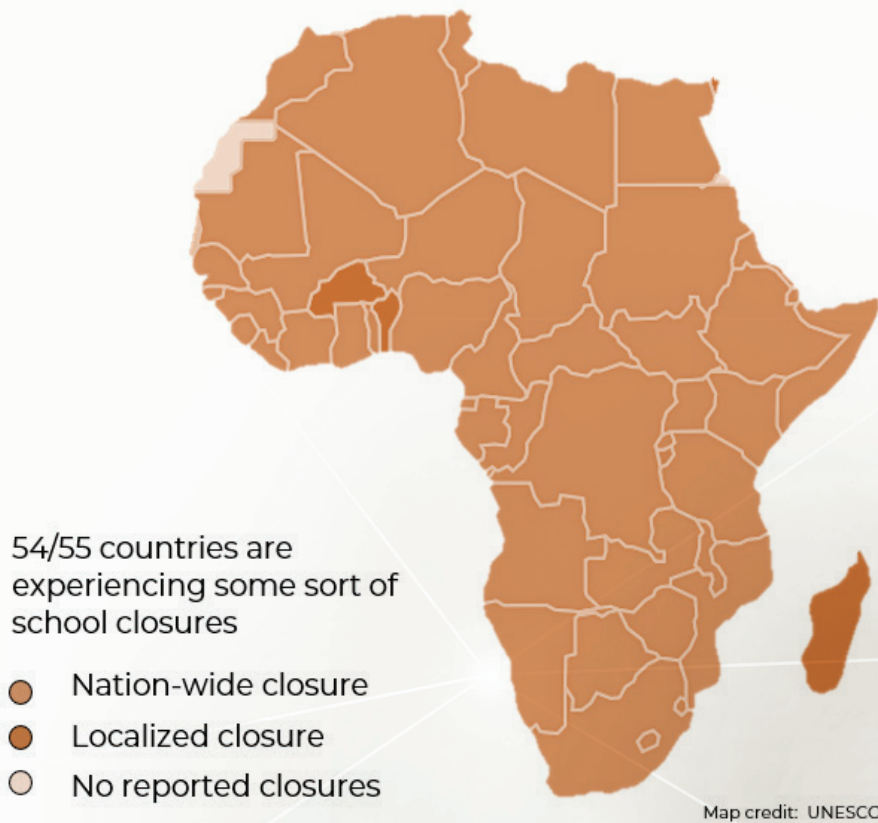 54/55 countries are
experiencing some sort of
school closures
Nation-wide closure
Localized closure
No reported closures
Map credit: UNESCO